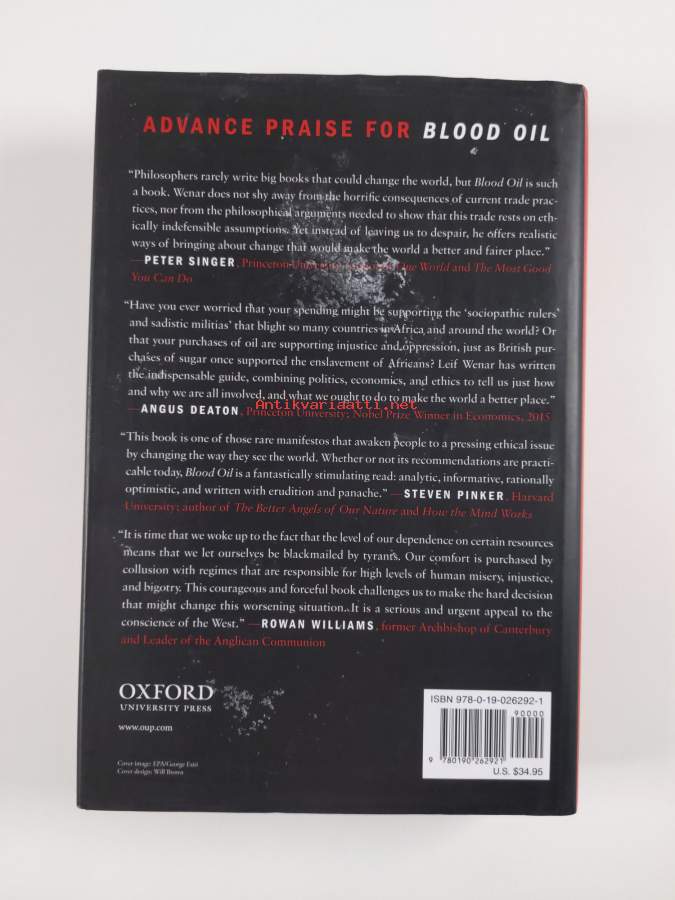 ADVANCE PRAISE FOR BLOOD OIL
“Philosophers rarely write big books that could change the world, but Blood Oil is such
a book. Wenar does not shy away from the horrific consequences of current trade prac-
tices, nor from the philosophical arguments needed to show that this trade rests on eth-
ically indefensible assumptions. Yet instead of leaving us to despair, he offers realistic
ways of bringing about change that would make the world a better and fairer place.”
—PETER SINGER, Princeton University, One World and The Most Good
You Can Do
“Have you ever worried that your spending might be supporting the ‘sociopathic rulers’
and sadistic militias’ that blight so many countries in Africa and around the world? Or
that your purchases of oil are supporting injustice and oppression, just as British pur-
chases of sugar once supported the enslavement of Africans? Leif Wenar has written
the indispensable guide, combining politics, economics, and ethics to tell us just how
and why we are all involved, and what we ought to do to make the world a better place.”
Antikvariaatti.net
—ANGUS DEATON, Princeton University; Nobel Prize Winner in Economics, 2015
“This book is one of those rare manifestos that awaken people to a pressing ethical issue
by changing the way they see the world. Whether or not its recommendations are practi-
cable today, Blood Oil is a fantastically stimulating read: analytic, informative, rationally
optimistic, and written with erudition and panache.” —STEVEN PINKER, Harvard
University; author of The Better Angels of Our Nature and How the Mind Works
“It is time that we woke up to the fact that the level of our dependence on certain resources
means that we let ourselves be blackmailed by tyrants. Our comfort is purchased by
collusion with regimes that are responsible for high levels of human misery, injustice,
and bigotry. This courageous and forceful book challenges us to make the hard decision
that might change this worsening situation. It is a serious and urgent appeal to the
conscience of the West.” —ROWAN WILLIAMS, former Archbishop of Canterbury
and Leader of the Anglican Communion
OXFORD
UNIVERSITY PRESS
www.oup.com
Cover image: EPA/George Esiri
Cover design: Will Brown
ISBN 978-0-19-026292-1
90000
9 780190 262921
U.S. $34.95